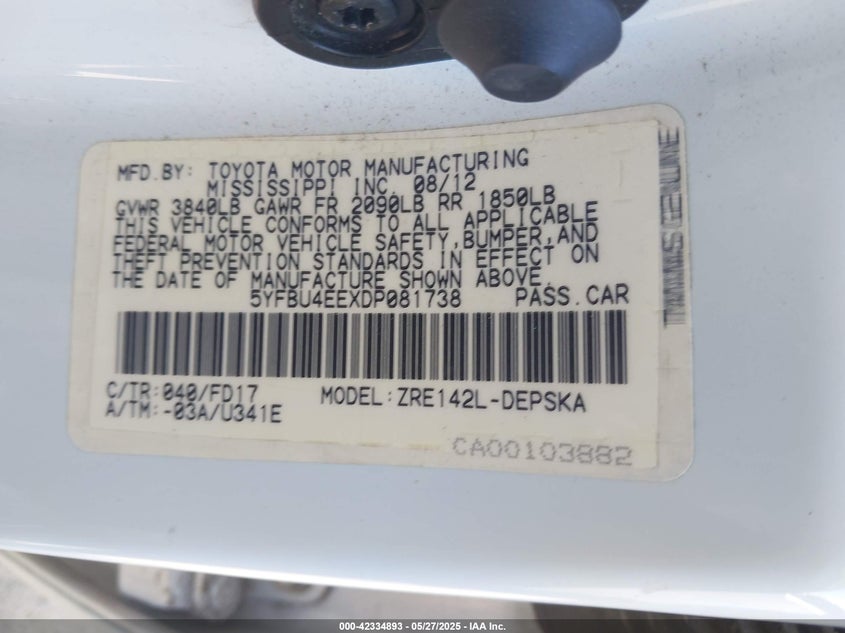 MFD.BY: TOYOTA MOTOR MANUFACTURING
MISSISSIPPI INC. 08/12
GVWR 3840LB GAWR FR 2090LB RR 1850LB
THIS VEHICLE CONFORMS TO ALL APPLICABLE
FEDERAL MOTOR VEHICLE SAFETY,BUMPER,AND
THEFT PREVENTION STANDARDS IN EFFECT ON
THE DATE OF MANUFACTURE SHOWN ABOVE.
5YFBU4EEXDP081738 PASS.CAR
C/TR:040/FD17 MODEL:ZRE142L-DEPSKA
A/TM:-03A/U341E
CA00103882
GENUINE
000-42334893 - 05/27/2025 - IAA Inc.